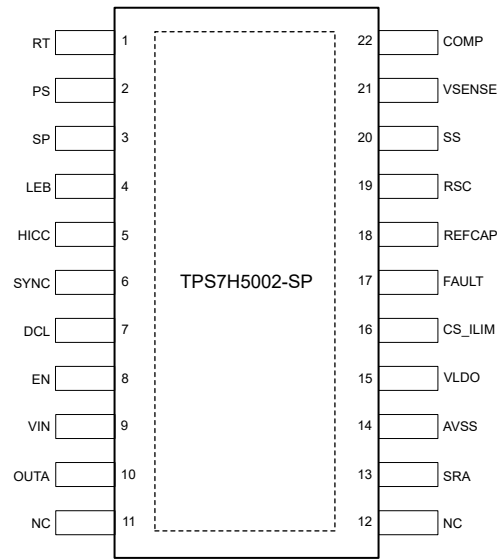 RT 1 22 COMP
PS 2 21 VSENSE
SP 3 20 SS
LEB 4 19 RSC
HICC 5 18 REFCAP
SYNC 6 TPS7H5002-SP 17 FAULT
DCL 7 16 CS_ILIM
EN 8 15 VLDO
VIN 9 14 AVSS
OUTA 10 13 SRA
NC 11 12 NC